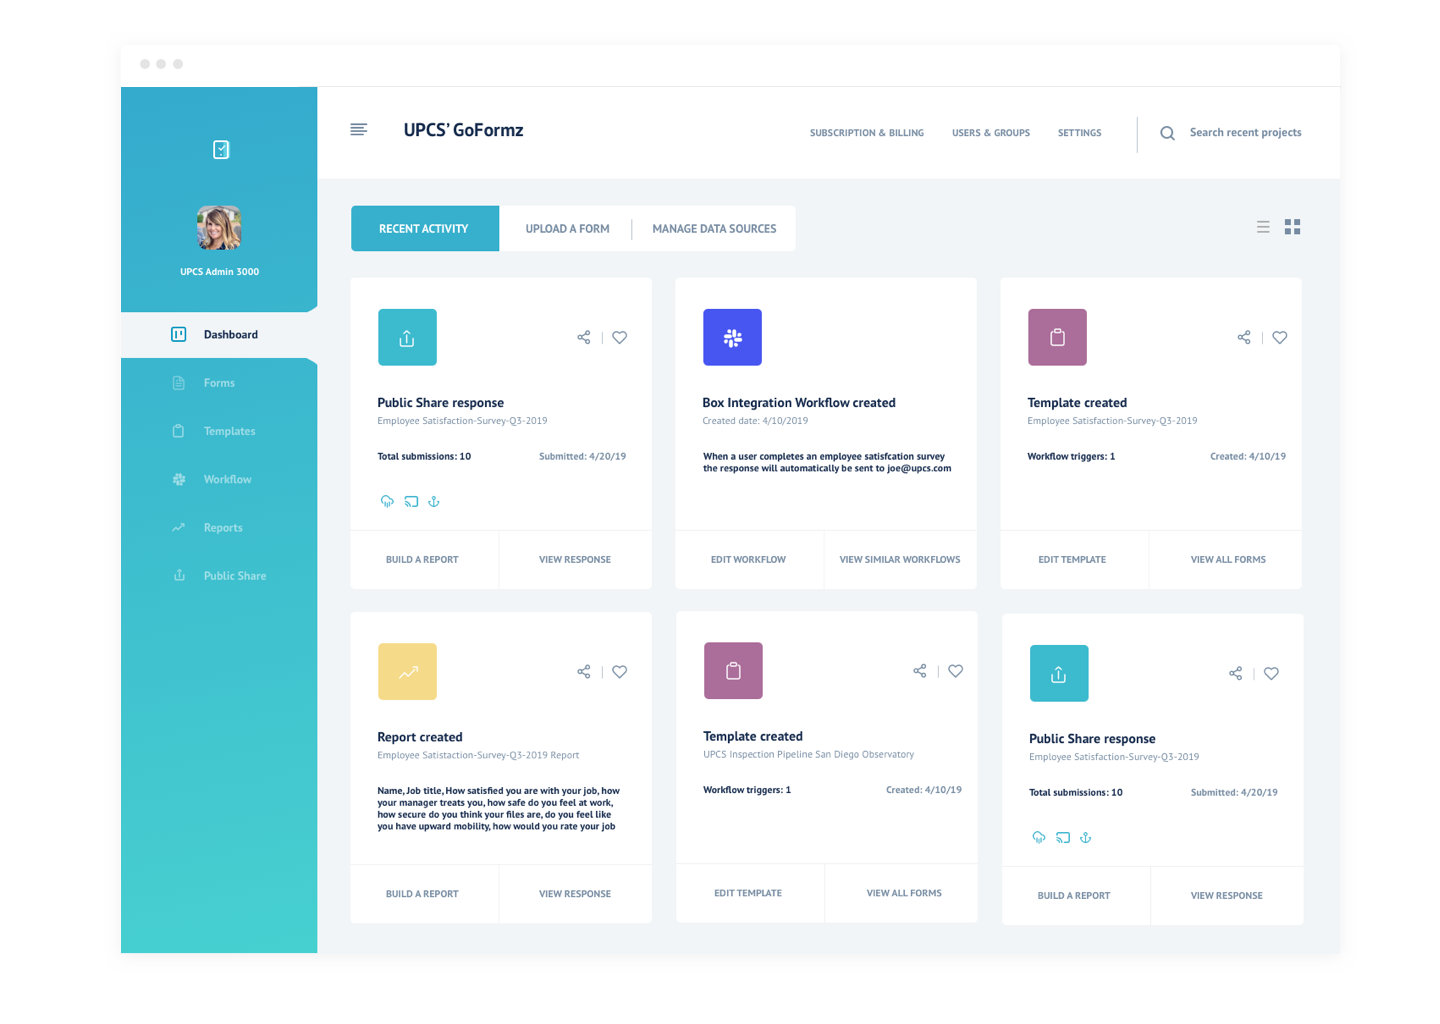 UPCS’ GoFormz
SUBSCRIPTION & BILLING
USERS & GROUPS
SETTINGS
Search recent projects
UPCS Admin 3000
Dashboard
Forms
Templates
Workflow
Reports
Public Share
RECENT ACTIVITY
UPLOAD A FORM
MANAGE DATA SOURCES
Public Share response
Employee Satisfaction-Survey-Q3-2019
Total submissions: 10
Submitted: 4/20/19
BUILD A REPORT
VIEW RESPONSE
Box Integration Workflow created
Created date: 4/10/2019
When a user completes an employee satisfcation survey
the response will automatically be sent to joe@upcs.com
EDIT WORKFLOW
VIEW SIMILAR WORKFLOWS
Template created
Employee Satisfaction-Survey-Q3-2019
Workflow triggers: 1
Created: 4/10/19
EDIT TEMPLATE
VIEW ALL FORMS
Report created
Employee Satistaction-Survey-Q3-2019 Report
Name, Job title, How satisfied you are with your job, how
your manager treats you, how safe do you feel at work,
how secure do you think your files are, do you feel like
you have upward mobility, how would you rate your job
BUILD A REPORT
VIEW RESPONSE
Template created
UPCS Inspection Pipeline San Diego Observatory
Workflow triggers: 1
Created: 4/10/19
EDIT TEMPLATE
VIEW ALL FORMS
Public Share response
Employee Satisfaction-Survey-Q3-2019
Total submissions: 10
Submitted: 4/20/19
BUILD A REPORT
VIEW RESPONSE